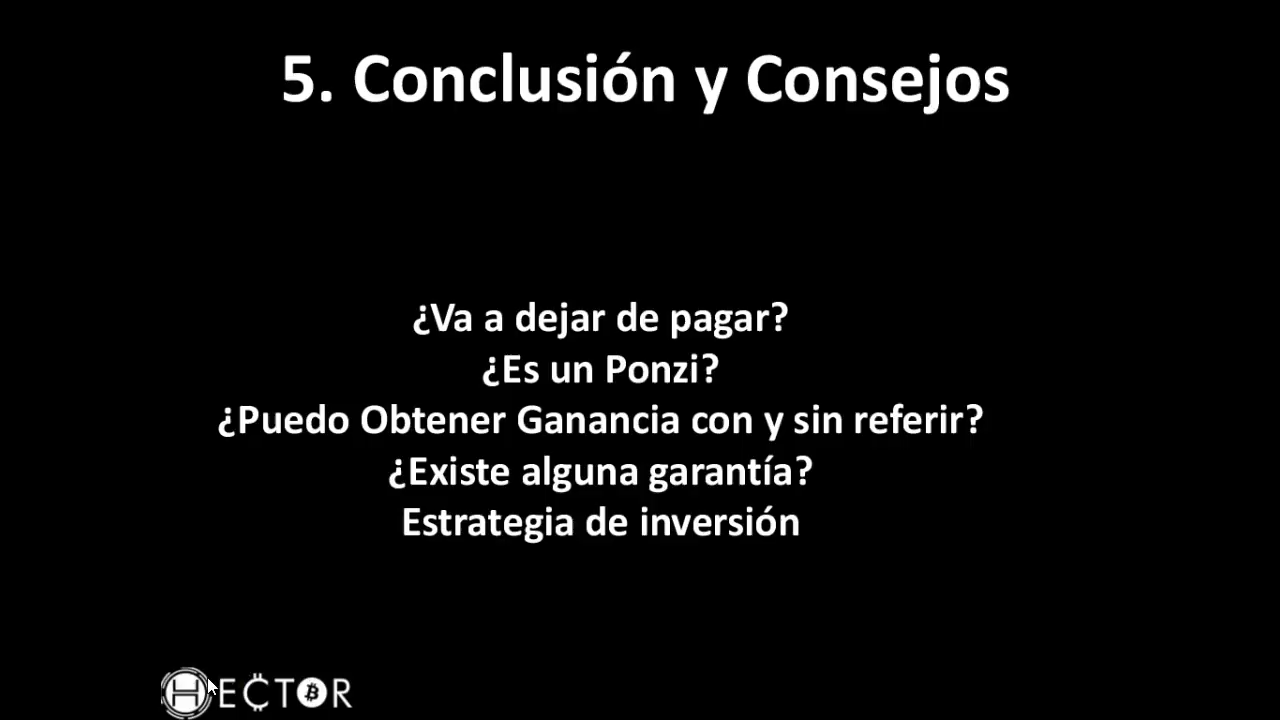 5. Conclusión y Consejos
¿Va a dejar de pagar?
¿Es un Ponzi?
¿Puedo Obtener Ganancia con y sin referir?
¿Existe alguna garantía?
Estrategia de inversión
HECTOR